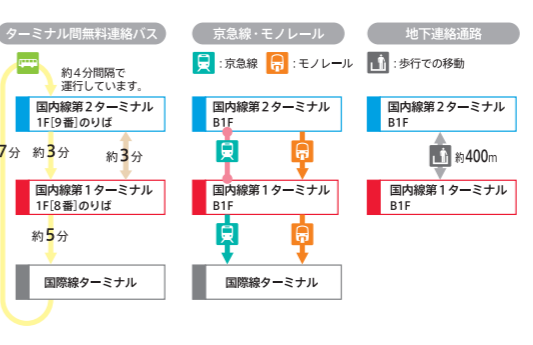 ターミナル間無料連絡バス
約4分間隔で
運行しています。
国内線第2ターミナル
1F[9番]のりば
7分
約3分
約3分
国内線第1ターミナル
1F[8番]のりば
約5分
国際線ターミナル
京急線・モノレール
:京急線
:モノレール
国内線第2ターミナル
B1F
国内線第1ターミナル
B1F
国際線ターミナル
地下連絡通路
:歩行での移動
国内線第2ターミナル
B1F
約400m
国内線第1ターミナル
B1F